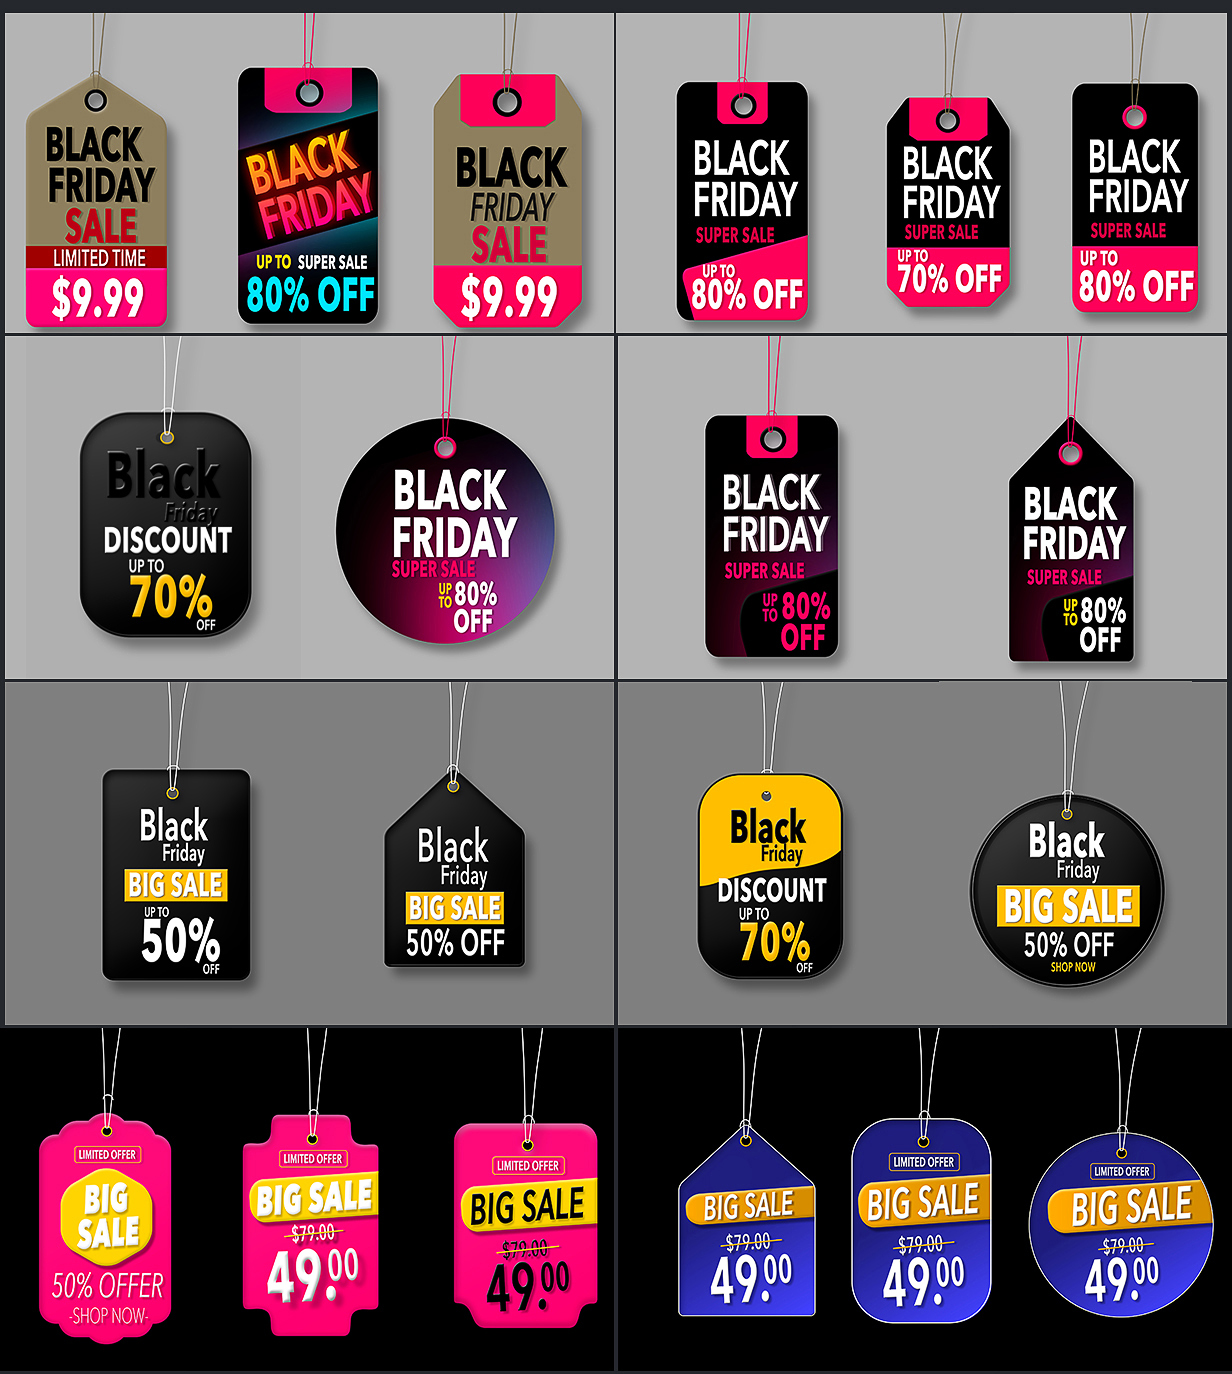 BLACK
FRIDAY
SALE
LIMITED TIME
$9.99
BLACK
FRIDAY
UP TO SUPER SALE
80% OFF
BLACK
FRIDAY
SALE
$9.99
BLACK
FRIDAY
SUPER SALE
UP TO
80% OFF
BLACK
FRIDAY
SUPER SALE
UP TO
70% OFF
BLACK
FRIDAY
SUPER SALE
UP TO
80% OFF
Black
Friday
DISCOUNT
UP TO
70%
OFF
BLACK
FRIDAY
SUPER SALE
UP TO 80%
OFF
BLACK
FRIDAY
SUPER SALE
UP TO 80%
OFF
BLACK
FRIDAY
SUPER SALE
UP TO 80%
OFF
Black
Friday
BIG SALE
UP TO
50%
OFF
Black
Friday
BIG SALE
50% OFF
Black
Friday
DISCOUNT
UP TO
70%
OFF
Black
Friday
BIG SALE
50% OFF
SHOP NOW
LIMITED OFFER
BIG
SALE
50% OFFER
-SHOP NOW-
LIMITED OFFER
BIG SALE
$79.00
49.00
LIMITED OFFER
BIG SALE
$79.00
49.00
BIG SALE
$79.00
49.00
LIMITED OFFER
BIG SALE
$79.00
49.00
LIMITED OFFER
BIG SALE
$79.00
49.00